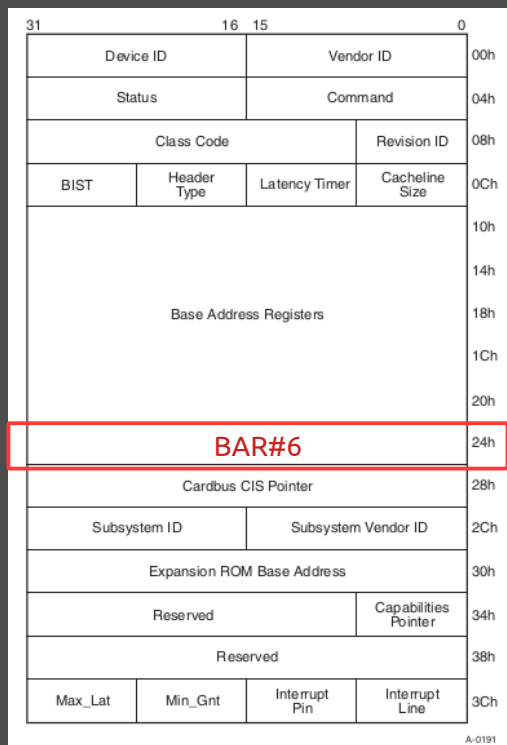 31 16 15 0
Device ID Vendor ID 00h
Status Command 04h
Class Code Revision ID 08h
BIST Header Type Latency Timer Cacheline Size 0Ch
10h
14h
Base Address Registers 18h
1Ch
20h
BAR#6 24h
Cardbus CIS Pointer 28h
Subsystem ID Subsystem Vendor ID 2Ch
Expansion ROM Base Address 30h
Reserved Capabilities Pointer 34h
Reserved 38h
Max_Lat Min_Gnt Interrupt Pin Interrupt Line 3Ch
A-0191